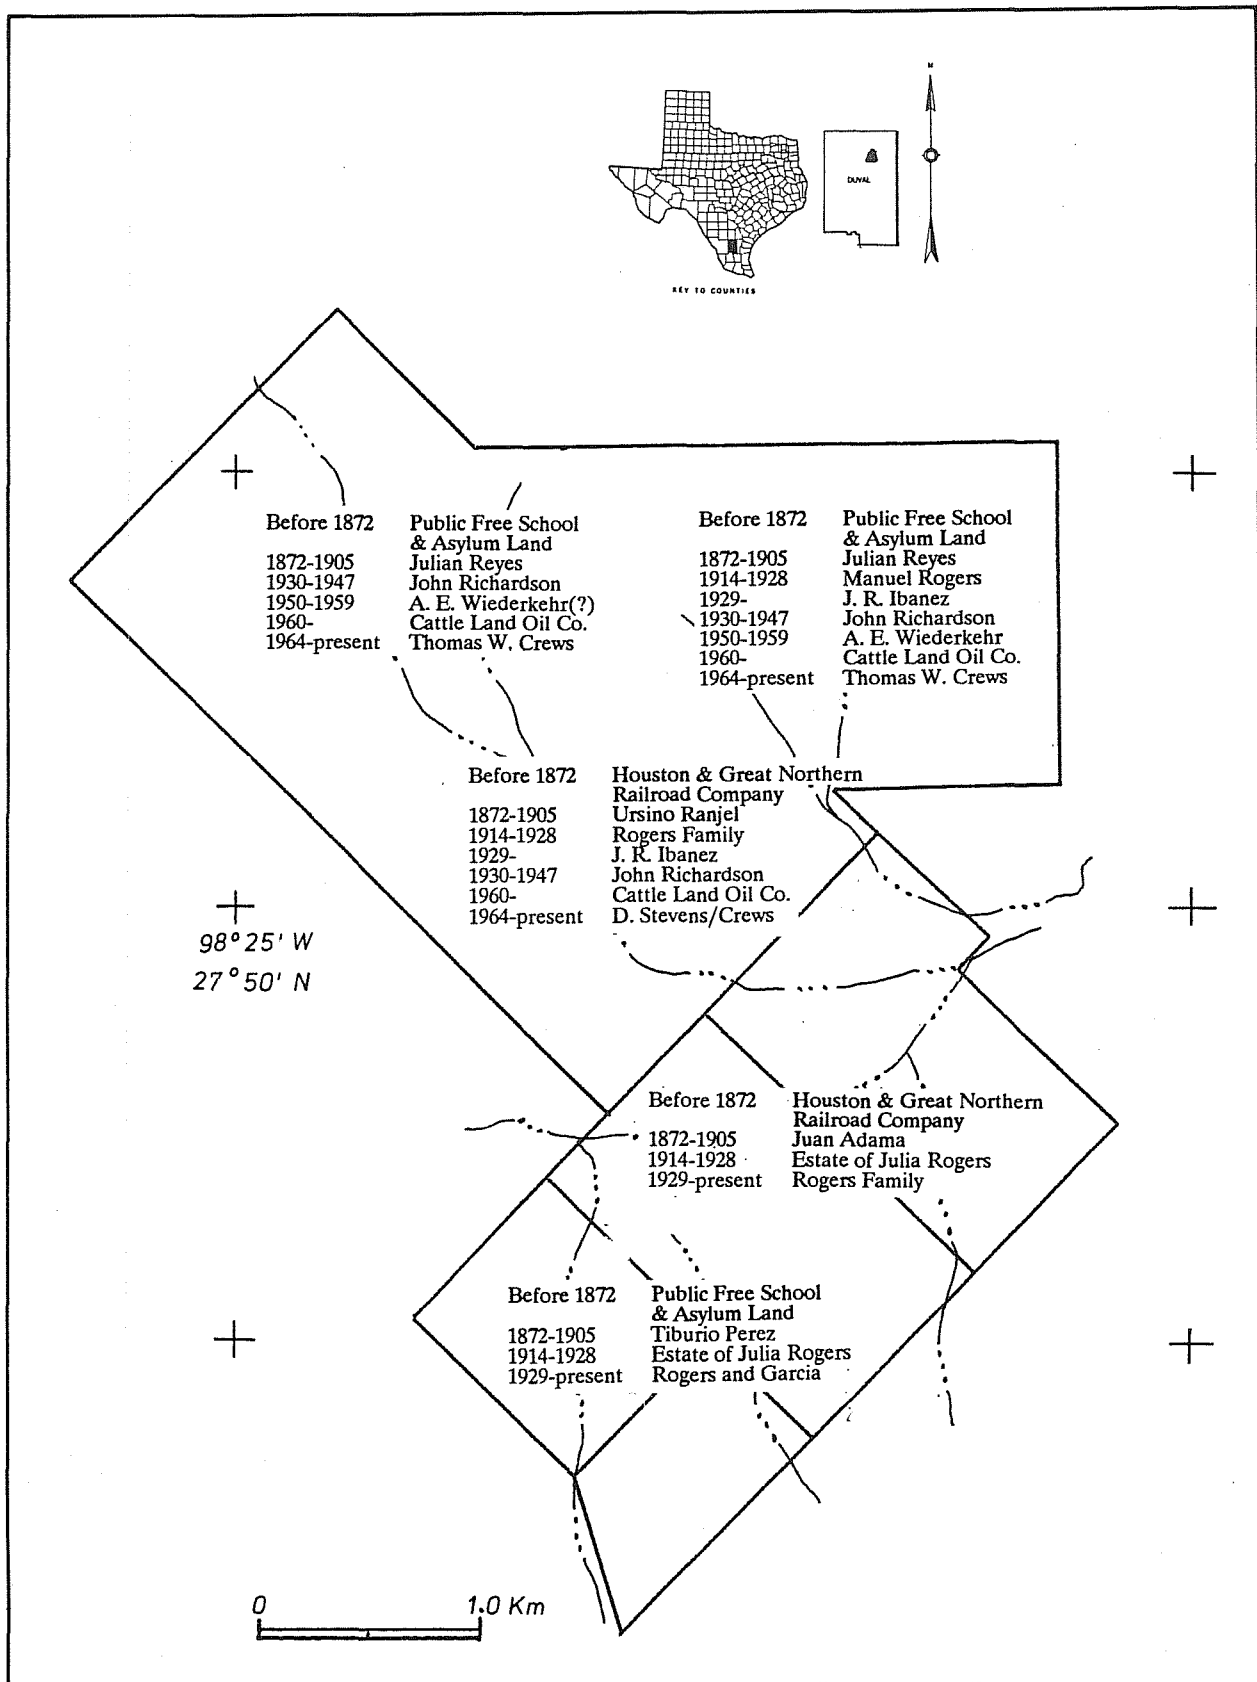 N
DUVAL
KEY TO COUNTIES
Before 1872 Public Free School
& Asylum Land
1872-1905 Julian Reyes
1930-1947 John Richardson
1950-1959 A. E. Wiederkehr(?)
1960- Cattle Land Oil Co.
1964-present Thomas W. Crews
Before 1872 Public Free School
& Asylum Land
1872-1905 Julian Reyes
1914-1928 Manuel Rogers
1929- J. R. Ibanez
1930-1947 John Richardson
1950-1959 A. E. Wiederkehr
1960- Cattle Land Oil Co.
1964-present Thomas W. Crews
Before 1872 Houston & Great Northern
Railroad Company
1872-1905 Ursino Ranjel
1914-1928 Rogers Family
1929- J. R. Ibanez
1930-1947 John Richardson
1960- Cattle Land Oil Co.
1964-present D. Stevens/Crews
98°25' W
27°50' N
Before 1872 Houston & Great Northern
Railroad Company
1872-1905 Juan Adama
1914-1928 Estate of Julia Rogers
1929-present Rogers Family
Before 1872 Public Free School
& Asylum Land
1872-1905 Tiburio Perez
1914-1928 Estate of Julia Rogers
1929-present Rogers and Garcia
0 1.0 Km